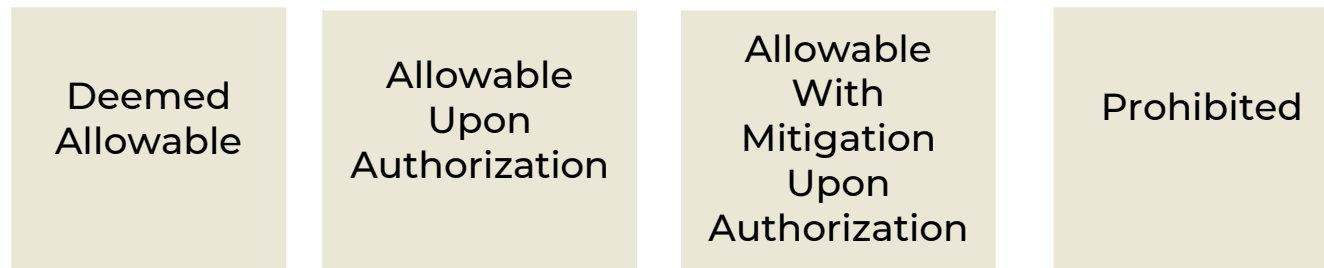 Deemed
Allowable
Allowable
Upon
Authorization
Allowable
With
Mitigation
Upon
Authorization
Prohibited